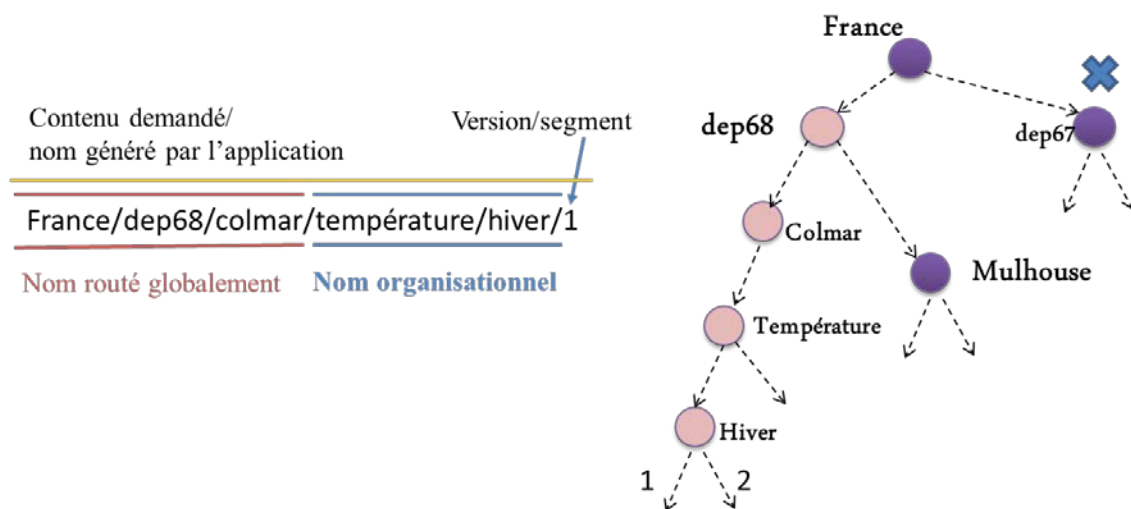 Contenu demandé/
nom généré par l'application
Version/segment
France/dep68/colmar/température/hiver/1
Nom routé globalement
Nom organisationnel
France
dep68
dep67
Colmar
Mulhouse
Température
Hiver
1
2